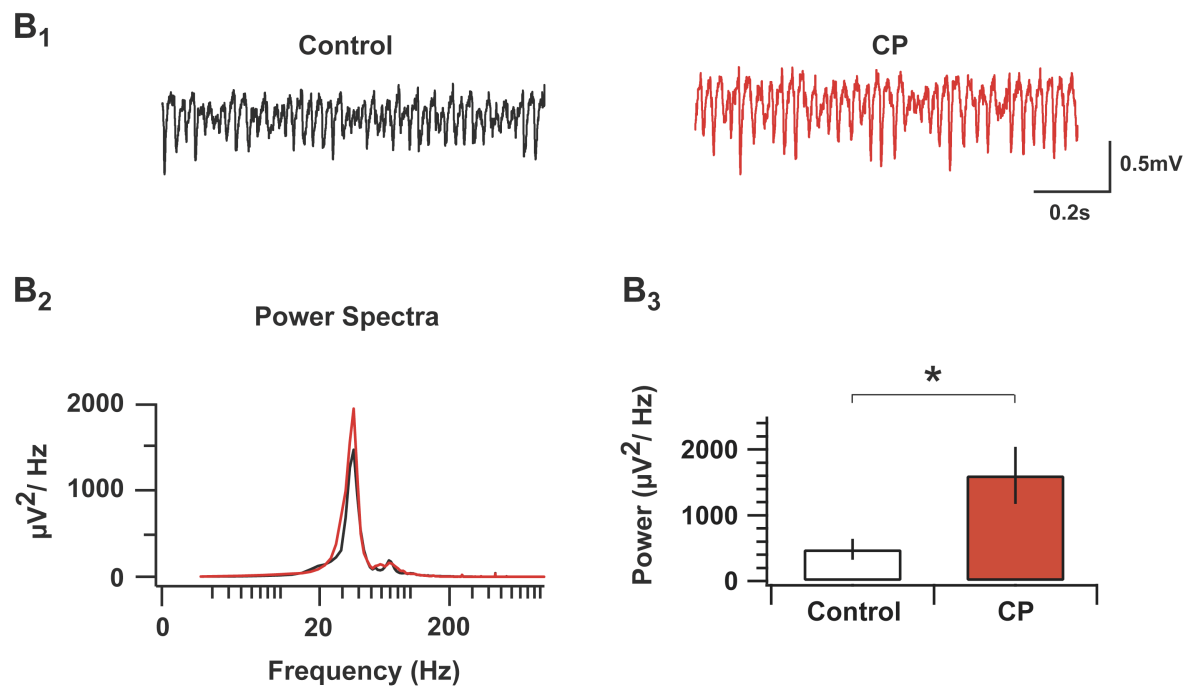 B1
Control
CP
0.5mV
0.2s
B2
Power Spectra
µV²/ Hz
2000
1000
0
0 20 200
Frequency (Hz)
B3
*
Power (µV²/ Hz)
2000
1000
0
Control CP